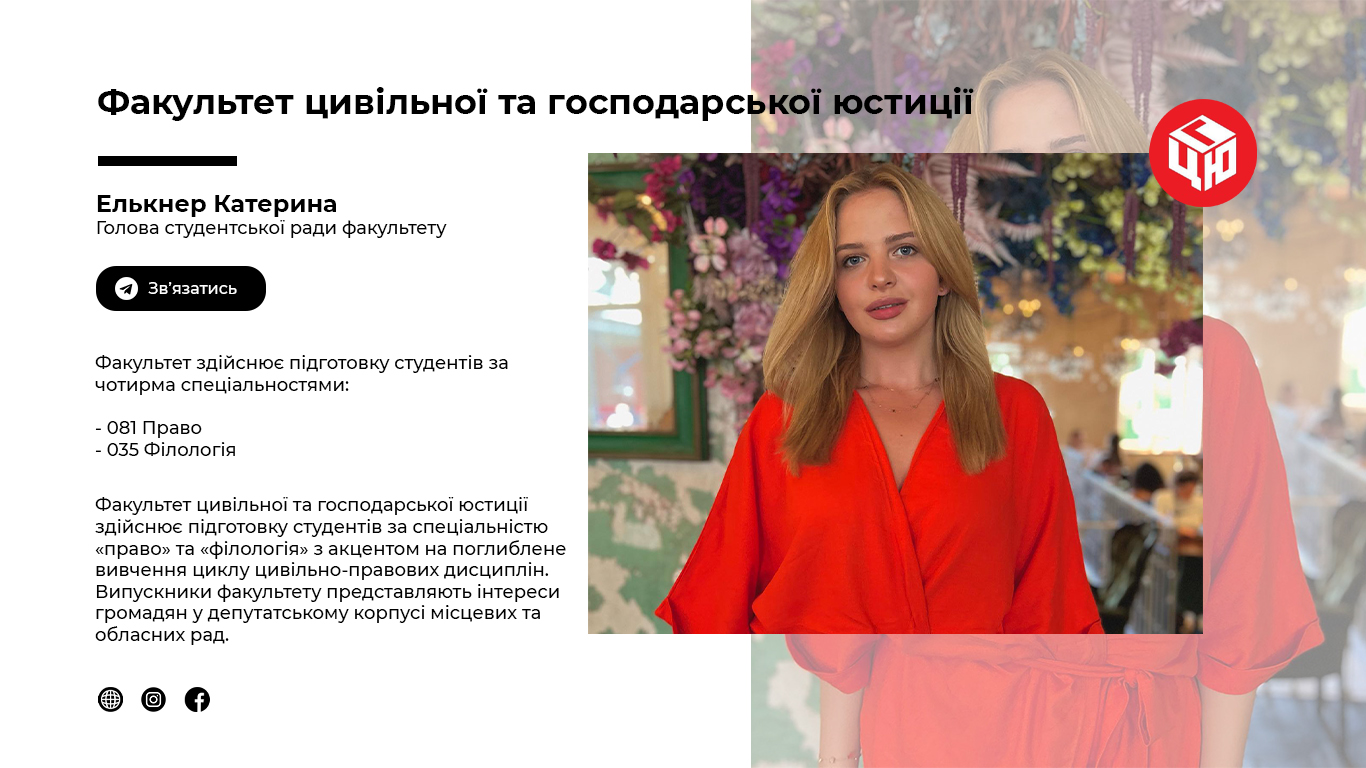 Факультет цивільної та господарської юстиції
Елькнер Катерина
Голова студентської ради факультету
Зв’язатись
Факультет здійснює підготовку студентів за
чотирма спеціальностями:
- 081 Право
- 035 Філологія
Факультет цивільної та господарської юстиції
здійснює підготовку студентів за спеціальністю
«право» та «філологія» з акцентом на поглиблене
вивчення циклу цивільно-правових дисциплін.
Випускники факультету представляють інтереси
громадян у депутатському корпусі місцевих та
обласних рад.
ЦЮ